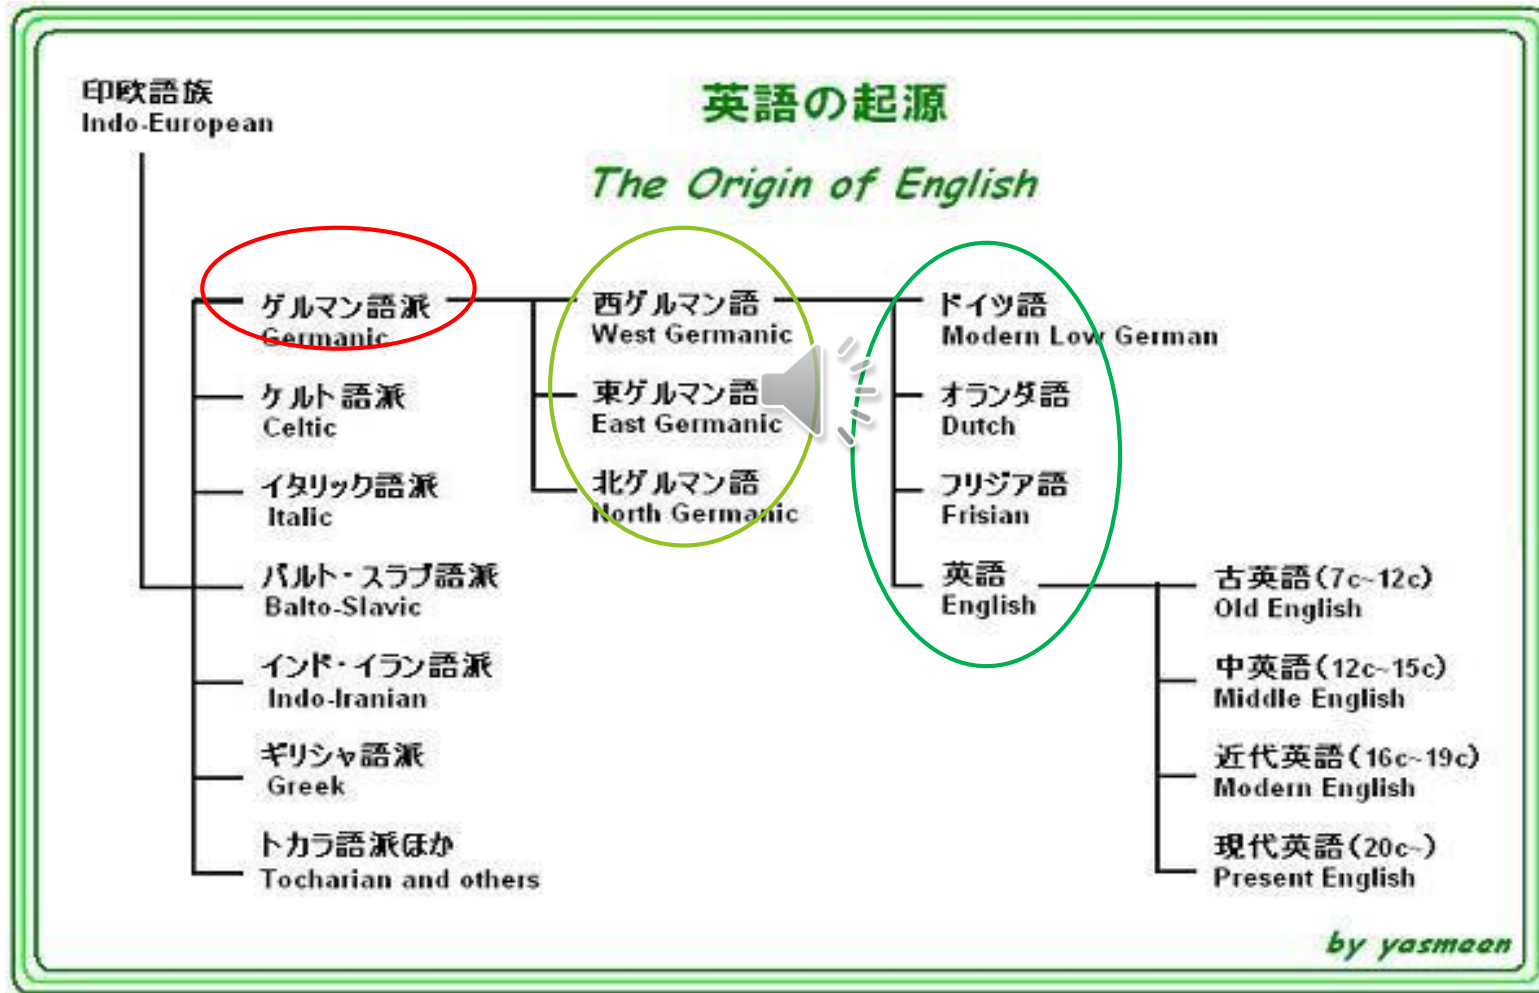 印欧語族
Indo-European
英語の起源
The Origin of English
ゲルマン語派
Germanic
ケルト語派
Celtic
イタリック語派
Italic
バルト・スラブ語派
Balto-Slavic
インド・イラン語派
Indo-Iranian
ギリシャ語派
Greek
トカラ語派ほか
Tocharian and others
西ゲルマン語
West Germanic
東ゲルマン語
East Germanic
北ゲルマン語
North Germanic
ドイツ語
Modern Low German
オランダ語
Dutch
フリジア語
Frisian
英語
English
古英語(7c~12c)
Old English
中英語(12c~15c)
Middle English
近代英語(16c~19c)
Modern English
現代英語(20c~)
Present English
by yasmeen